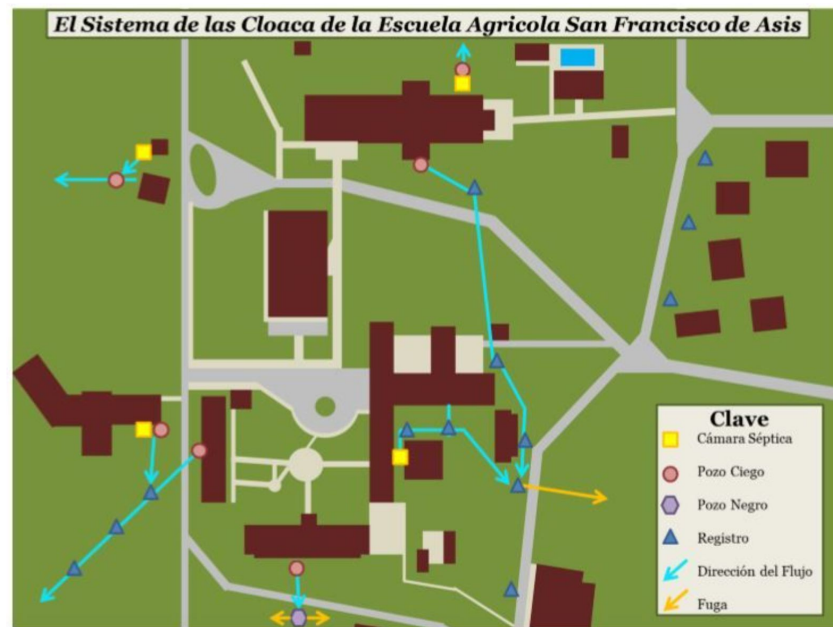 El Sistema de las Cloaca de la Escuela Agricola San Francisco de Asis
Clave
Cámara Séptica
Pozo Ciego
Pozo Negro
Registro
Dirección del Flujo
Fuga